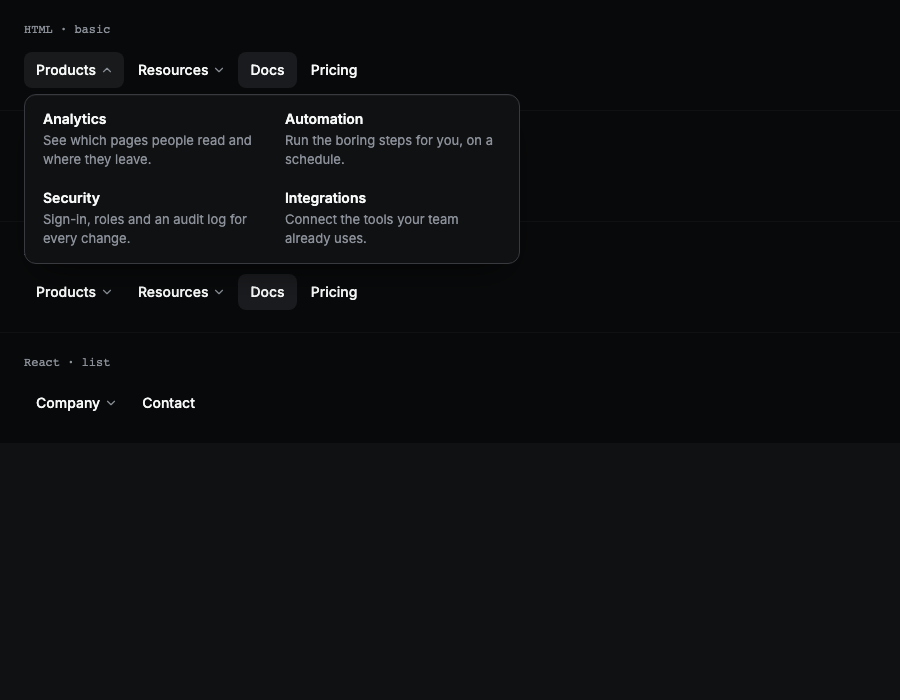 HTML · basic
Products Resources Docs Pricing
Analytics
See which pages people read and
where they leave.
Automation
Run the boring steps for you, on a
schedule.
Security
Sign-in, roles and an audit log for
every change.
Integrations
Connect the tools your team
already uses.
Products Resources Docs Pricing
React · list
Company Contact